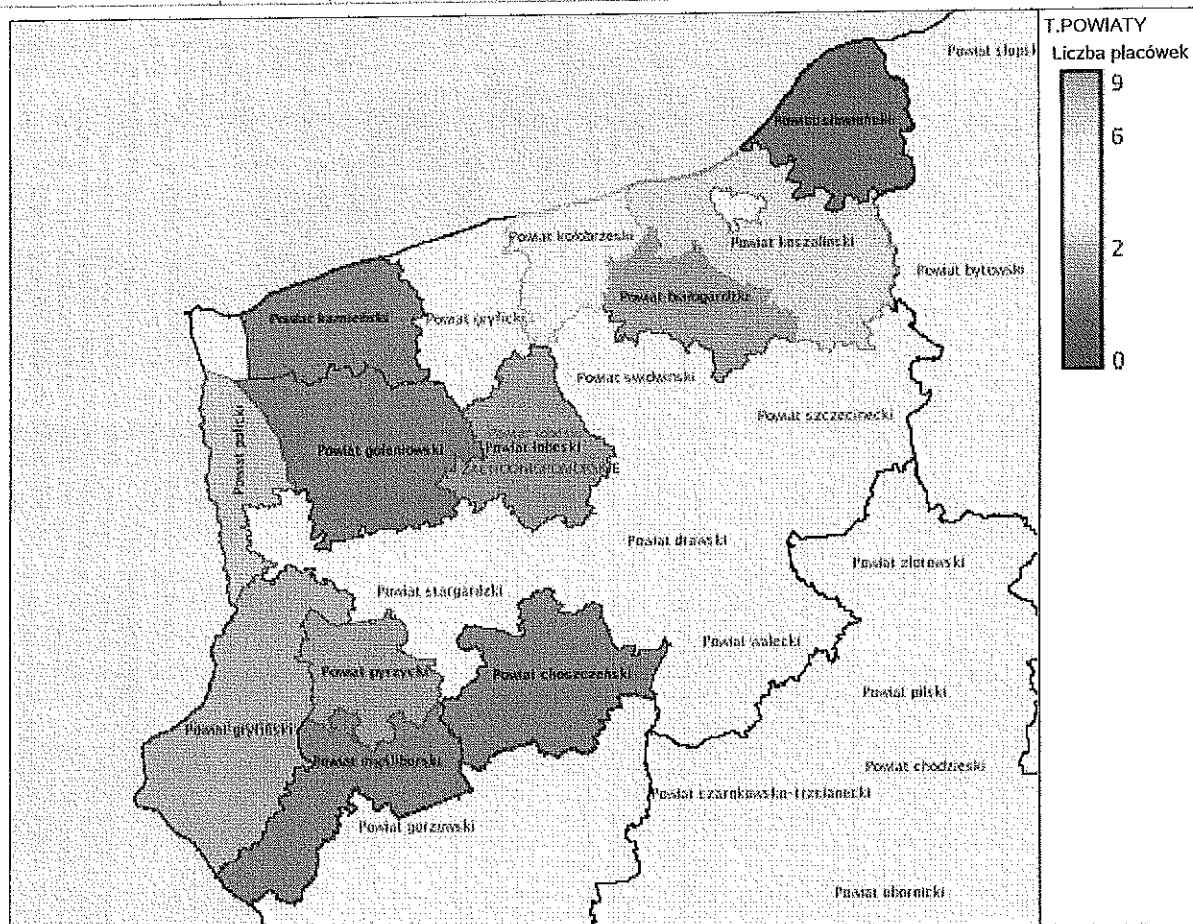 T.POWIATY
Liczba placówek
9
6
2
0
Powiat słupski
Powiat sławieński
Powiat koszaliński
Powiat kołobrzeski
Powiat bytowski
Powiat białogardzki
Powiat kamieński
Powiat gryficki
Powiat świdwiński
Powiat szczecinecki
Powiat policki
Powiat goleniowski
Powiat łobeski
ZACHODNIOPOMORSKIE
Powiat drawski
Powiat złotowski
Powiat stargardzki
Powiat wałecki
Powiat pyrzycki
Powiat choszczeński
Powiat pilski
Powiat gryfiński
Powiat myśliborski
Powiat chodzieski
Powiat czarnkowsko-trzcianecki
Powiat gorzowski
Powiat obornicki